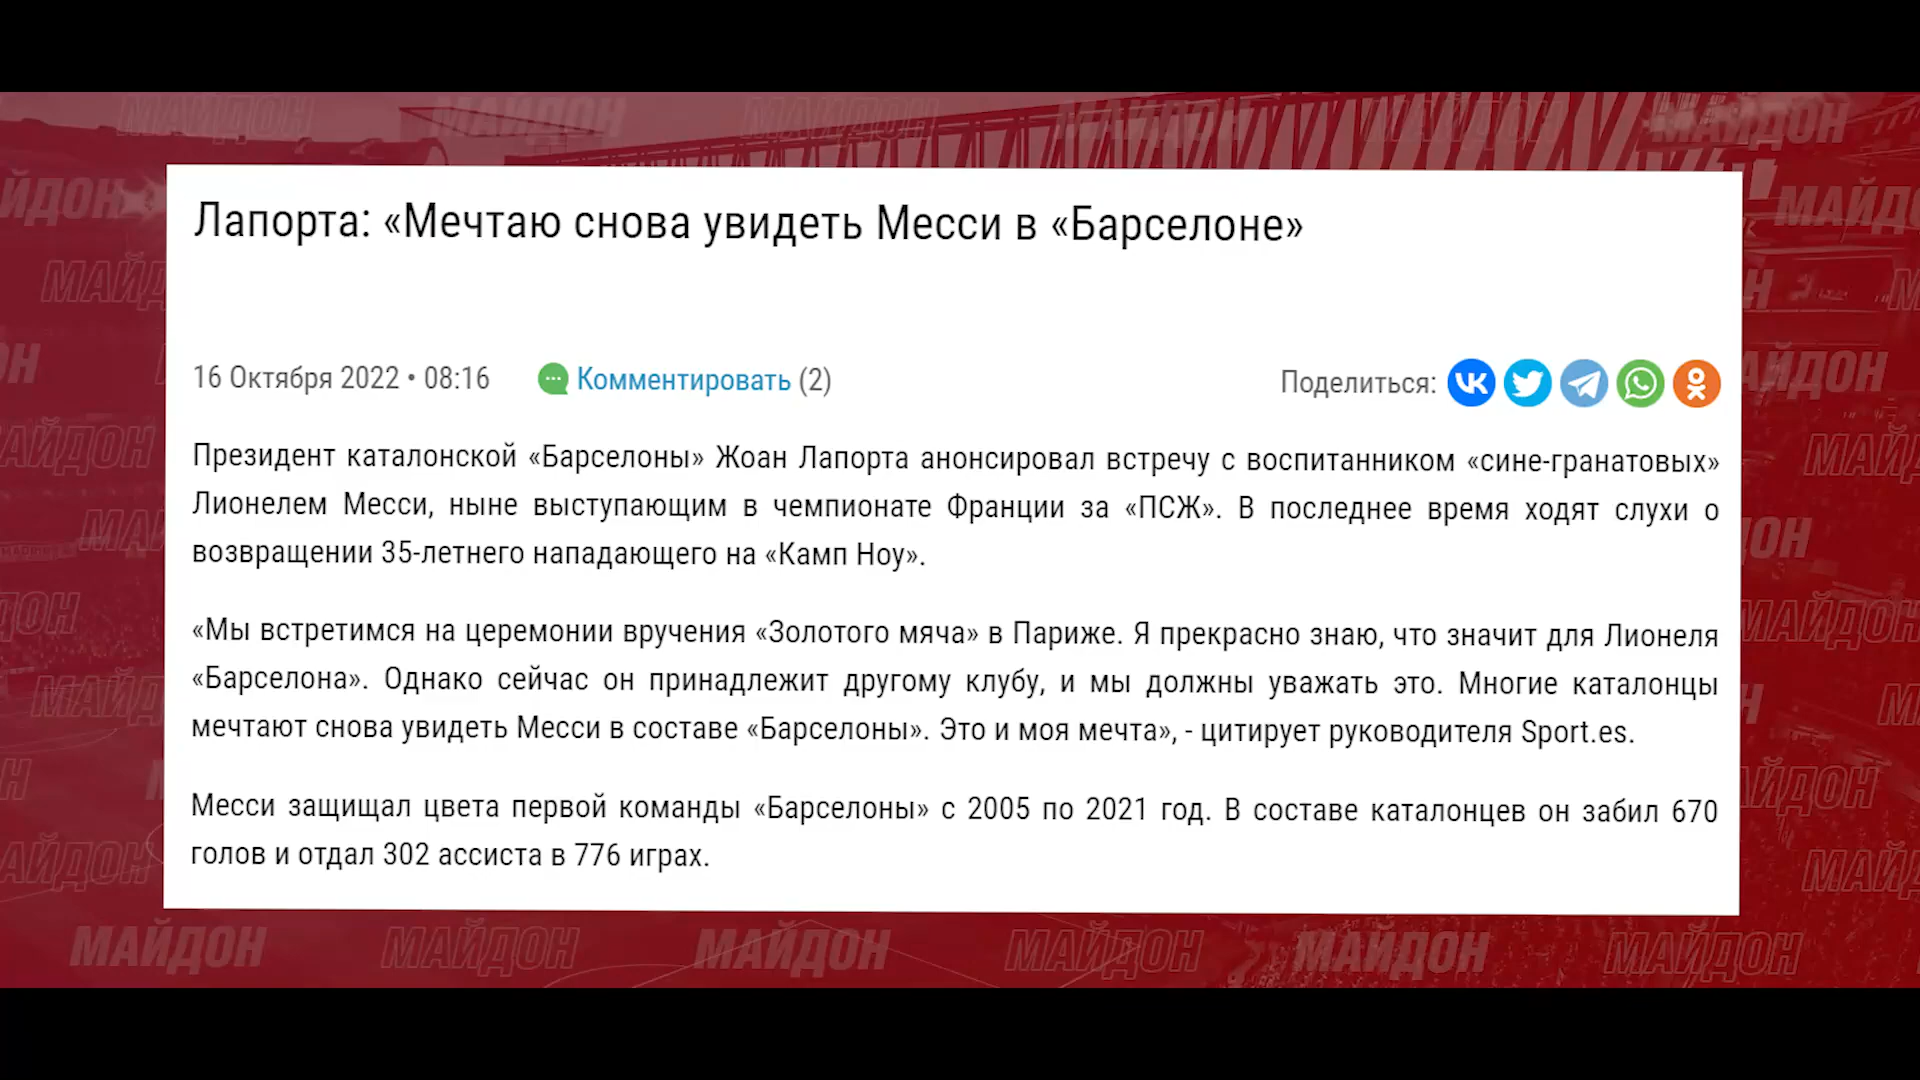 Лапорта: «Мечтаю снова увидеть Месси в «Барселоне»
16 Октября 2022 • 08:16 Комментировать (2) Поделиться:
Президент каталонской «Барселоны» Жоан Лапорта анонсировал встречу с воспитанником «сине-гранатовых»
Лионелем Месси, ныне выступающим в чемпионате Франции за «ПСЖ». В последнее время ходят слухи о
возвращении 35-летнего нападающего на «Камп Ноу».
«Мы встретимся на церемонии вручения «Золотого мяча» в Париже. Я прекрасно знаю, что значит для Лионеля
«Барселона». Однако сейчас он принадлежит другому клубу, и мы должны уважать это. Многие каталонцы
мечтают снова увидеть Месси в составе «Барселоны». Это и моя мечта», - цитирует руководителя Sport.es.
Месси защищал цвета первой команды «Барселоны» с 2005 по 2021 год. В составе каталонцев он забил 670
голов и отдал 302 ассиста в 776 играх.
МАЙДОН МАЙДОН МАЙДОН МАЙДОН МАЙДОН МАЙДОН